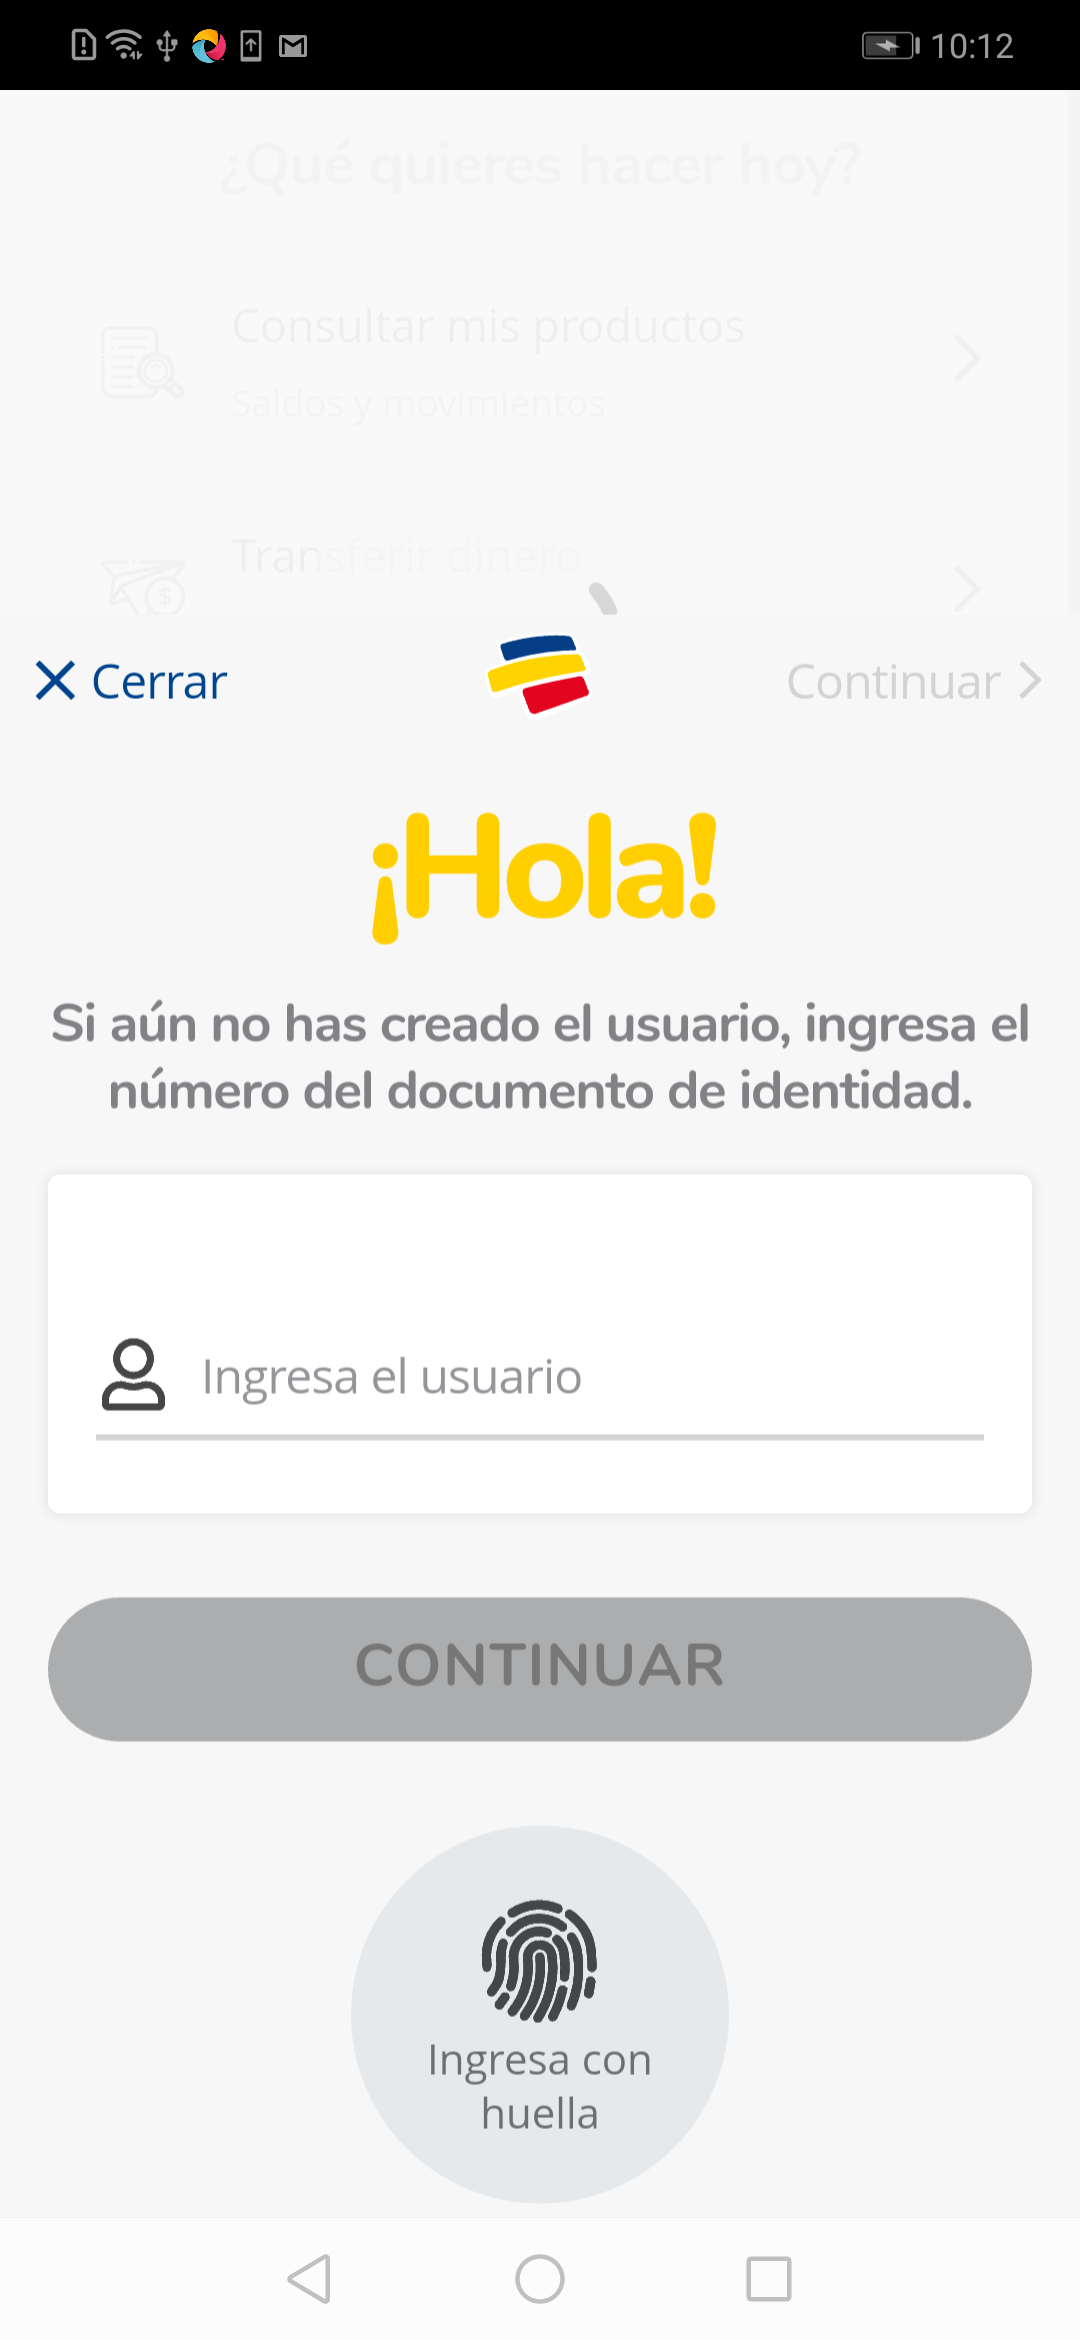 10:12
¿Qué quieres hacer hoy?
Consultar mis productos
Saldos y movimientos
Transferir dinero
Cerrar
Continuar
¡Hola!
Si aún no has creado el usuario, ingresa el
número del documento de identidad.
Ingresa el usuario
CONTINUAR
Ingresa con
huella